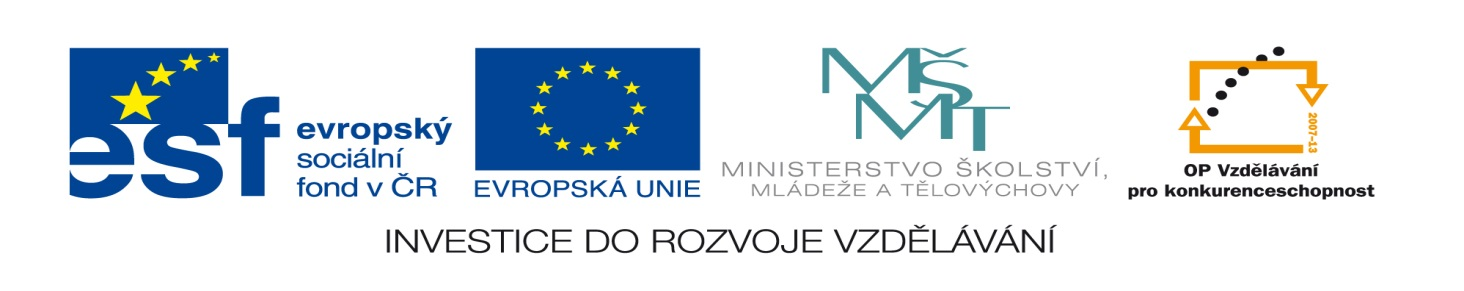 esf evropský
sociální
fond v ČR
EVROPSKÁ UNIE
MŠMT
MINISTERSTVO ŠKOLSTVÍ,
MLÁDEŽE A TĚLOVÝCHOVY
2007-13
OP Vzdělávání
pro konkurenceschopnost
INVESTICE DO ROZVOJE VZDĚLÁVÁNÍ